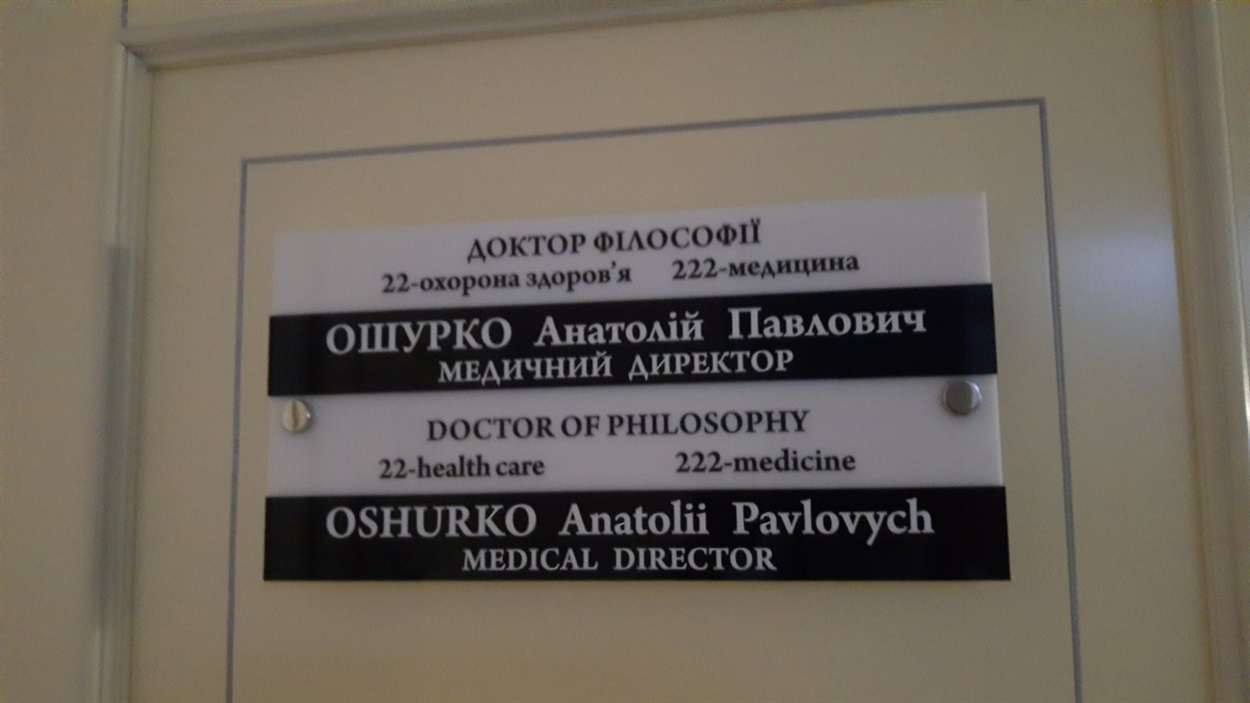 ДОКТОР ФІЛОСОФІЇ
22-охорона здоров’я 222-медицина
ОШУРКО Анатолій Павлович
МЕДИЧНИЙ ДИРЕКТОР
DOCTOR OF PHILOSOPHY
22-health care 222-medicine
OSHURKO Anatolii Pavlovych
MEDICAL DIRECTOR